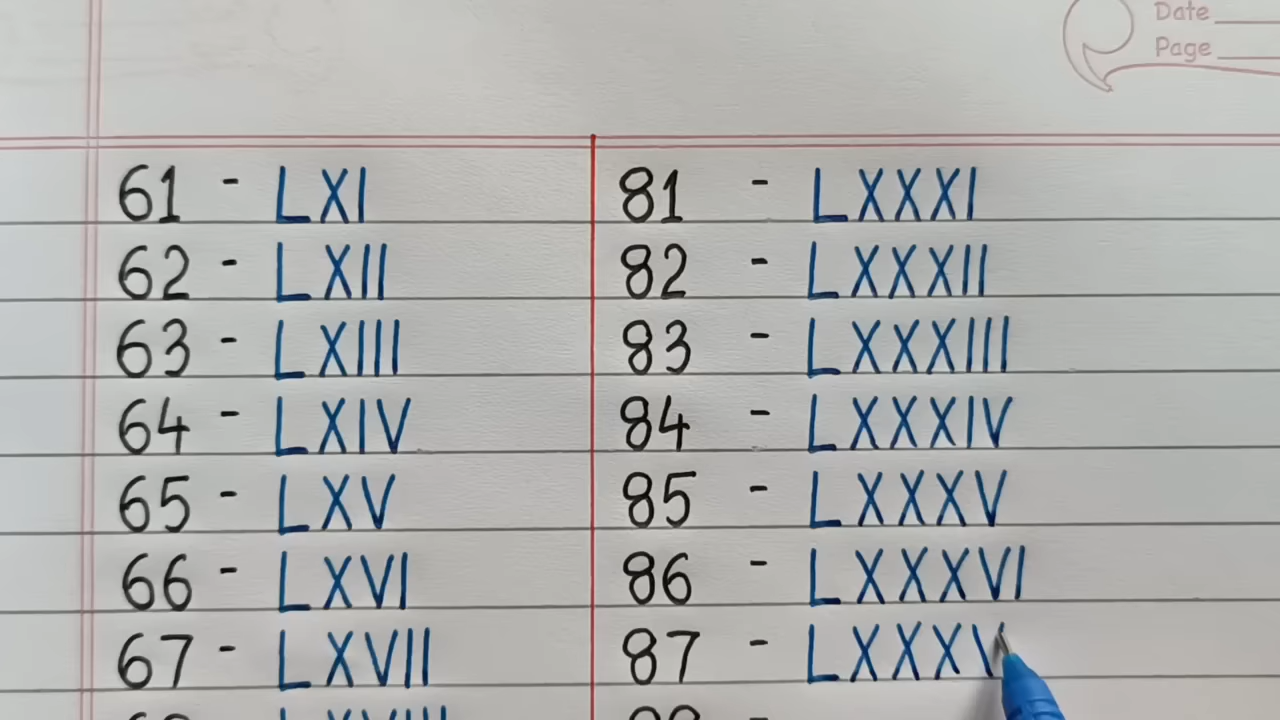 Date
Page
61 - LXI
62 - LXII
63 - LXIII
64 - LXIV
65 - LXV
66 - LXVI
67 - LXVII
81 - LXXXI
82 - LXXXII
83 - LXXXIII
84 - LXXXIV
85 - LXXXV
86 - LXXXVI
87 - LXXXV